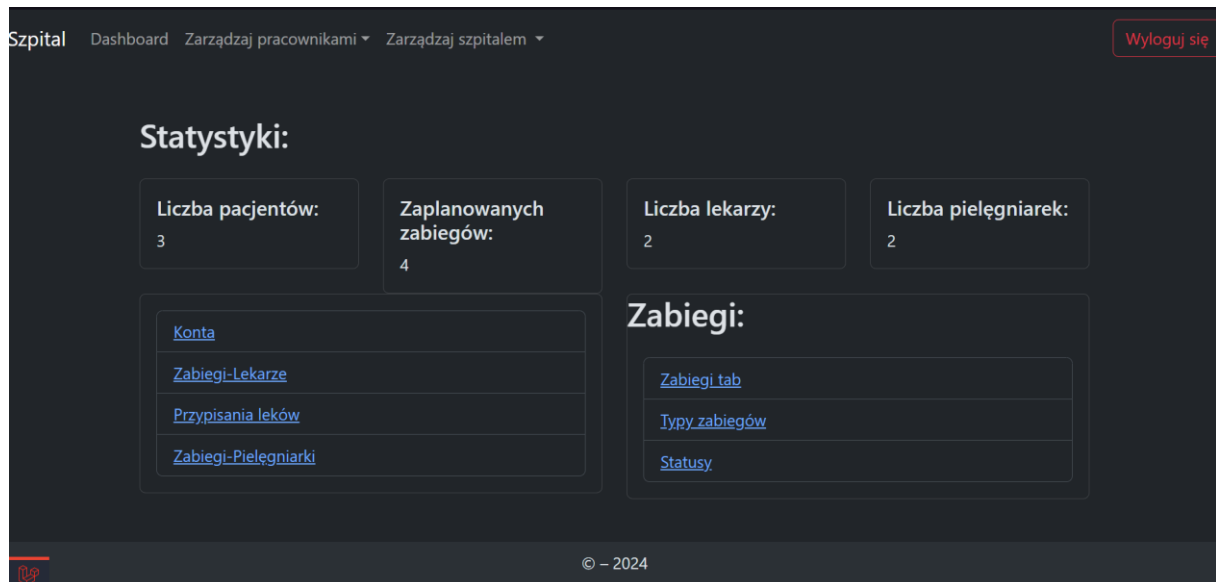 Szpital Dashboard Zarządzaj pracownikami Zarządzaj szpitalem Wyloguj się
Statystyki:
Liczba pacjentów:
3
Zaplanowanych
zabiegów:
4
Liczba lekarzy:
2
Liczba pielęgniarek:
2
Konta
Zabiegi-Lekarze
Przypisania leków
Zabiegi-Pielęgniarki
Zabiegi:
Zabiegi tab
Typy zabiegów
Statusy
© – 2024